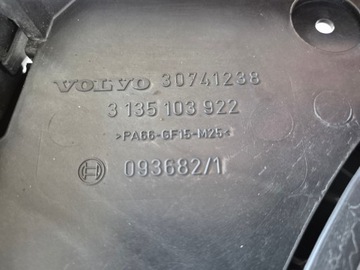 VOLVO 30741238
3 135 103 922
>PA66-GF15-M25<
093682/1